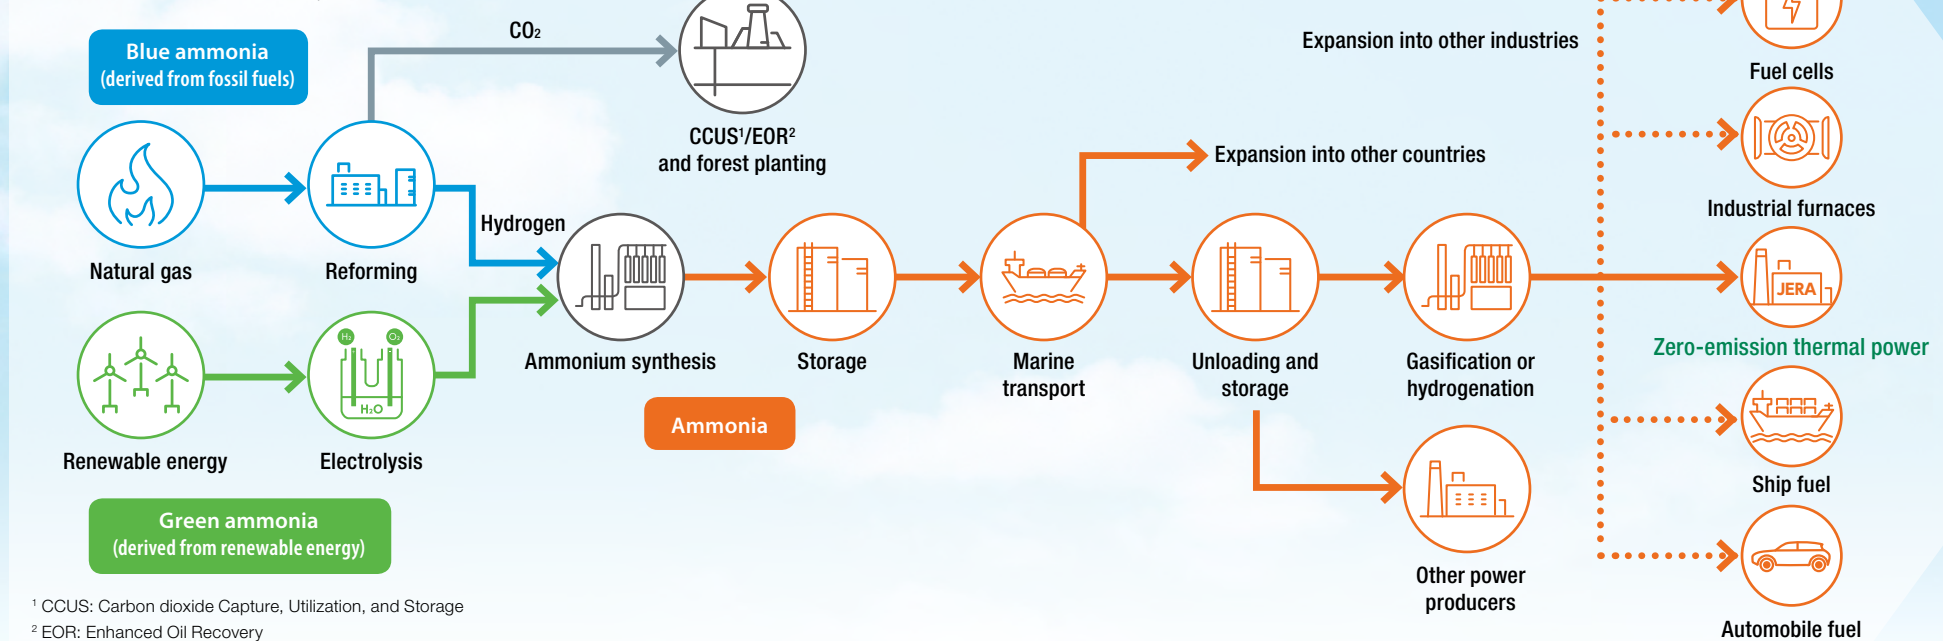 Blue ammonia
(derived from fossil fuels)
CO₂
CCUS¹/EOR²
and forest planting
Expansion into other industries
Fuel cells
Expansion into other countries
Industrial furnaces
Natural gas
Reforming
Hydrogen
Ammonium synthesis
Storage
Marine
transport
Unloading and
storage
Gasification or
hydrogenation
JERA
Zero-emission thermal power
Ammonia
H₂
O₂
H₂O
Renewable energy
Electrolysis
Ship fuel
Green ammonia
(derived from renewable energy)
Other power
producers
Automobile fuel
¹ CCUS: Carbon dioxide Capture, Utilization, and Storage
² EOR: Enhanced Oil Recovery